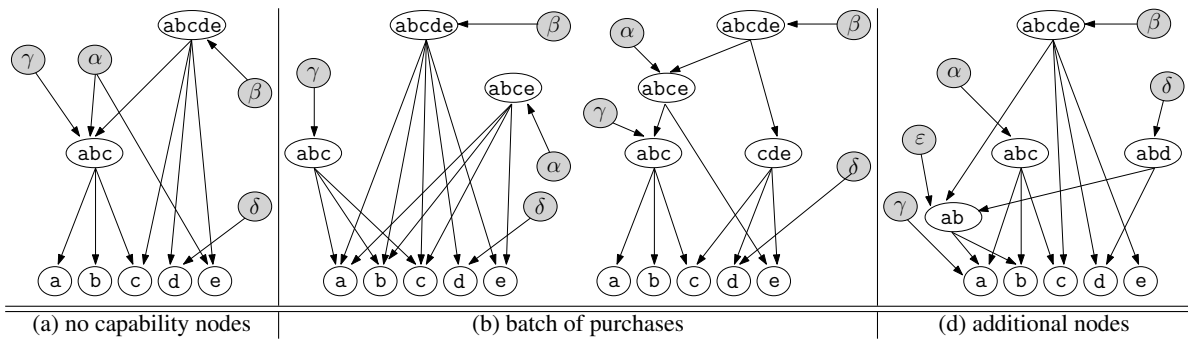 abcde
γ
α
β
abc
δ
a b c d e
(a) no capability nodes
abcde
β
γ
abce
abc
α
δ
a b c d e
abcde
β
α
abce
γ
abc
cde
δ
a b c d e
(b) batch of purchases
abcde
β
α
δ
ε
abc
abd
γ
ab
a b c d e
(d) additional nodes